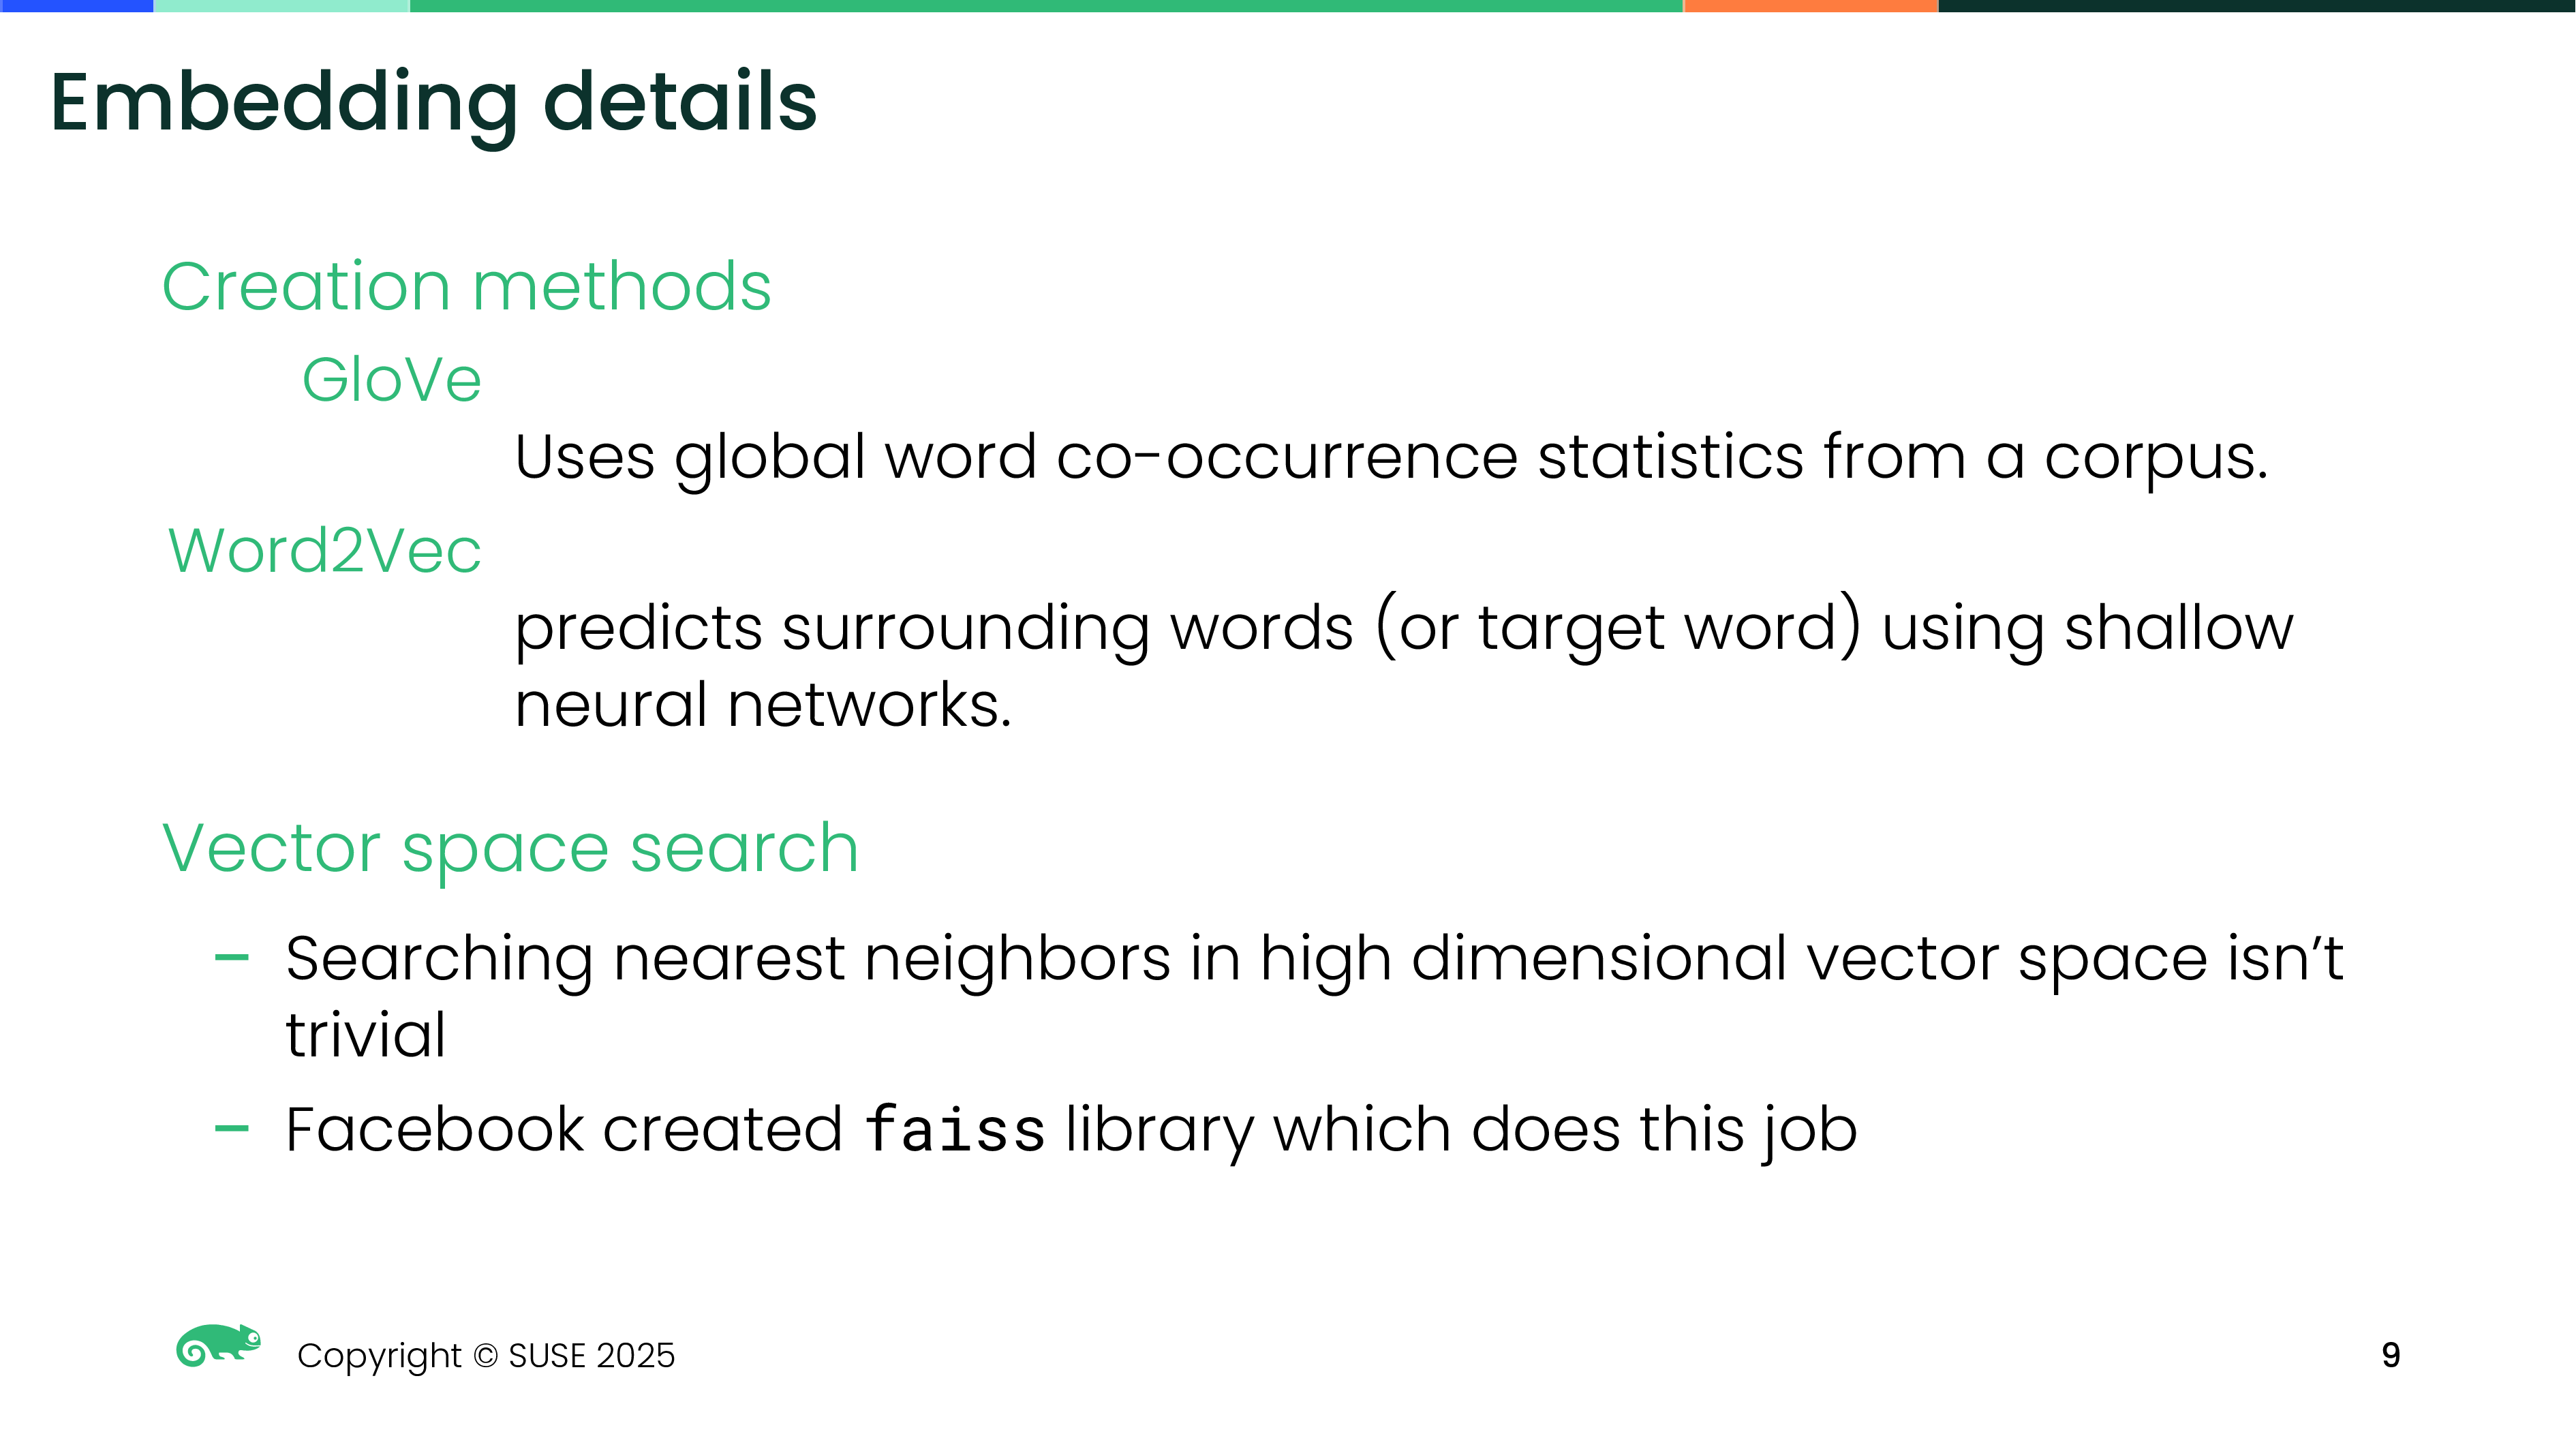 Embedding details
Creation methods
GloVe
Uses global word co-occurrence statistics from a corpus.
Word2Vec
predicts surrounding words (or target word) using shallow
neural networks.
Vector space search
– Searching nearest neighbors in high dimensional vector space isn’t
trivial
– Facebook created faiss library which does this job
Copyright © SUSE 2025
9